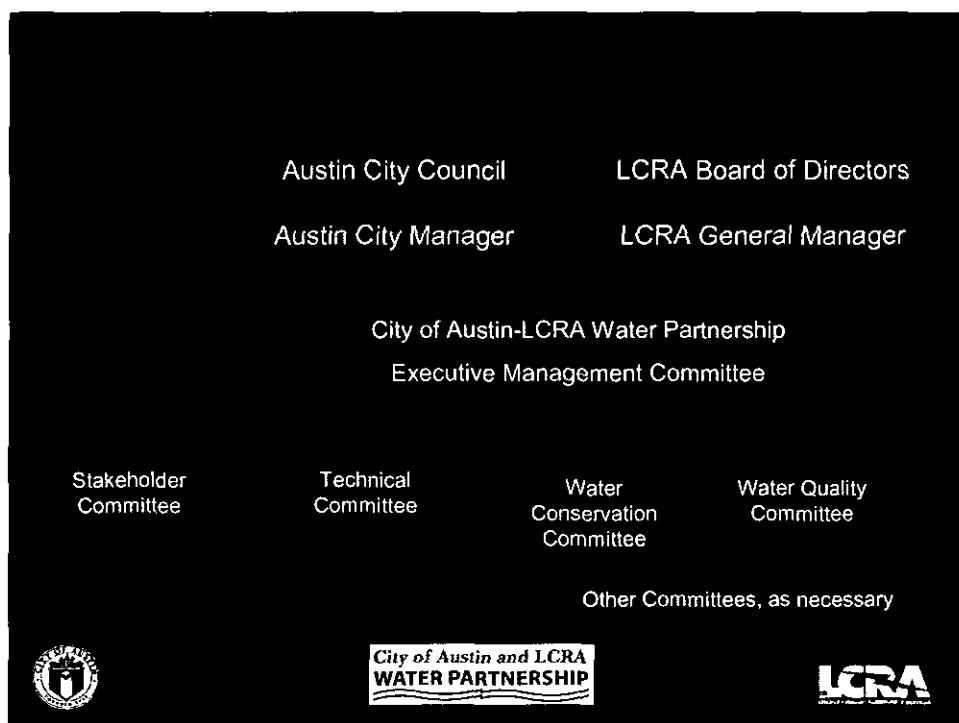 Austin City Council
LCRA Board of Directors
Austin City Manager
LCRA General Manager
City of Austin-LCRA Water Partnership
Executive Management Committee
Stakeholder
Committee
Technical
Committee
Water
Conservation
Committee
Water Quality
Committee
Other Committees, as necessary
City of Austin and LCRA
WATER PARTNERSHIP
LCRA